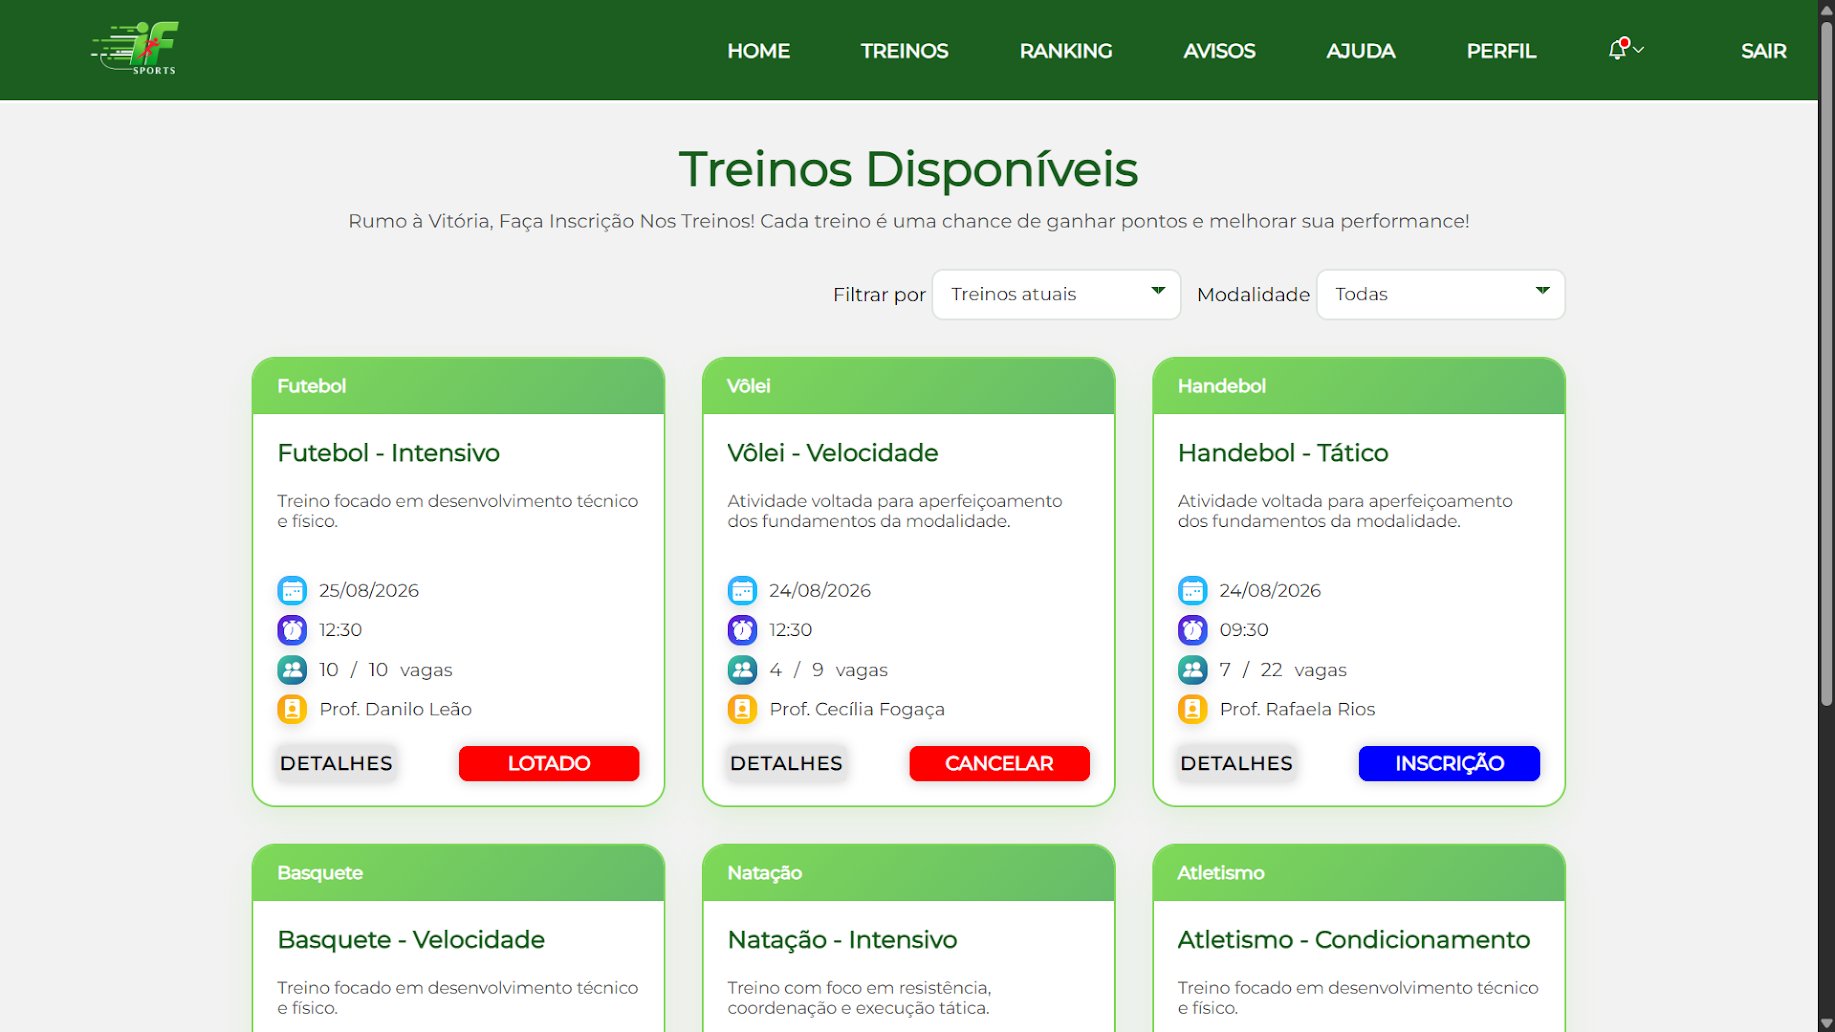 iF
SPORTS
HOME
TREINOS
RANKING
AVISOS
AJUDA
PERFIL
SAIR
Treinos Disponíveis
Rumo à Vitória, Faça Inscrição Nos Treinos! Cada treino é uma chance de ganhar pontos e melhorar sua performance!
Filtrar por
Treinos atuais
Modalidade
Todas
Futebol
Futebol - Intensivo
Treino focado em desenvolvimento técnico
e físico.
25/08/2026
12:30
10 / 10 vagas
Prof. Danilo Leão
DETALHES
LOTADO
Vôlei
Vôlei - Velocidade
Atividade voltada para aperfeiçoamento
dos fundamentos da modalidade.
24/08/2026
12:30
4 / 9 vagas
Prof. Cecília Fogaça
DETALHES
CANCELAR
Handebol
Handebol - Tático
Atividade voltada para aperfeiçoamento
dos fundamentos da modalidade.
24/08/2026
09:30
7 / 22 vagas
Prof. Rafaela Rios
DETALHES
INSCRIÇÃO
Basquete
Basquete - Velocidade
Treino focado em desenvolvimento técnico
e físico.
Natação
Natação - Intensivo
Treino com foco em resistência,
coordenação e execução tática.
Atletismo
Atletismo - Condicionamento
Treino focado em desenvolvimento técnico
e físico.